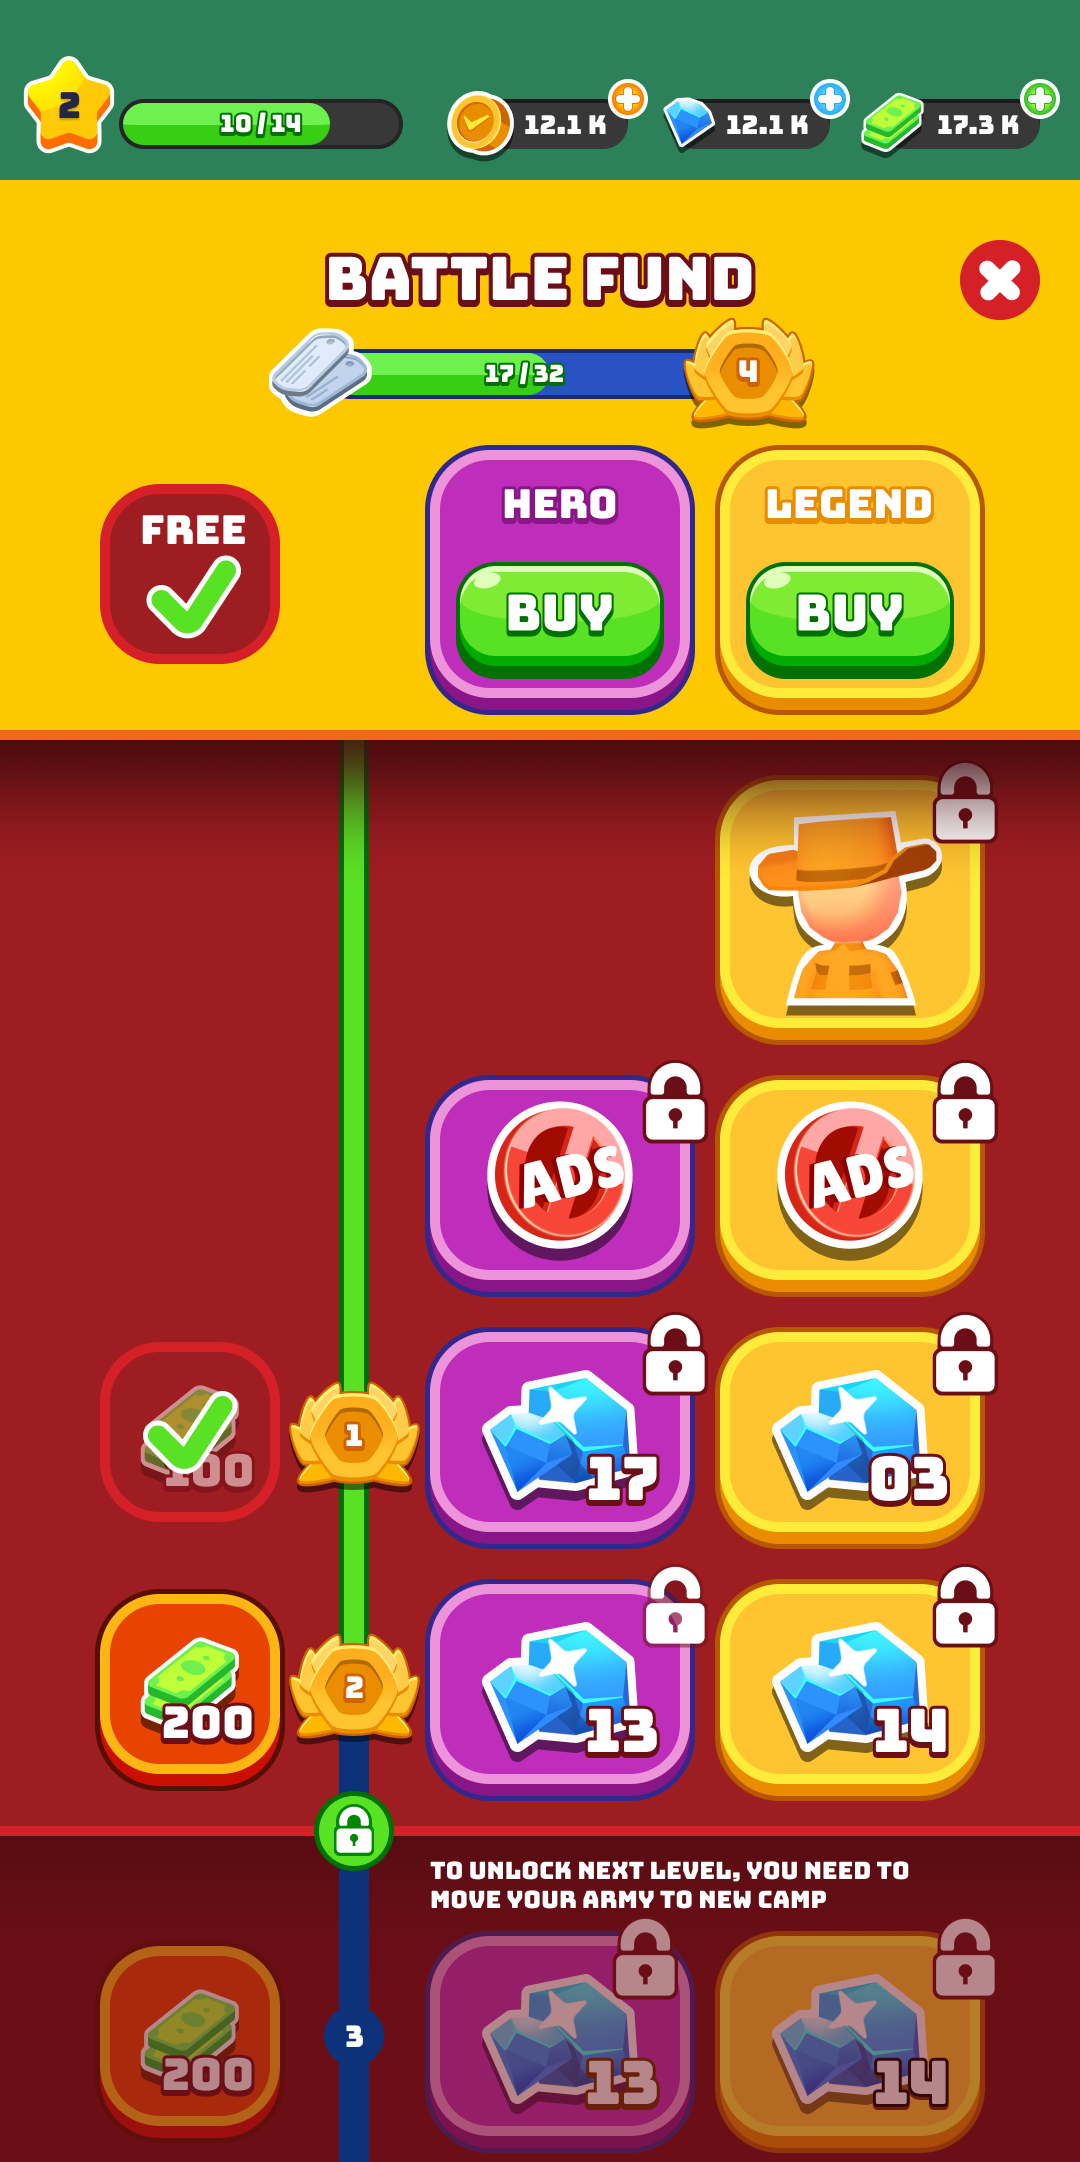 2
10/14
12.1 K
12.1 K
17.3 K
BATTLE FUND
17/32
4
FREE
HERO
LEGEND
BUY
BUY
ADS
ADS
100
1
17
03
200
2
13
14
TO UNLOCK NEXT LEVEL, YOU NEED TO
MOVE YOUR ARMY TO NEW CAMP
200
3
13
14